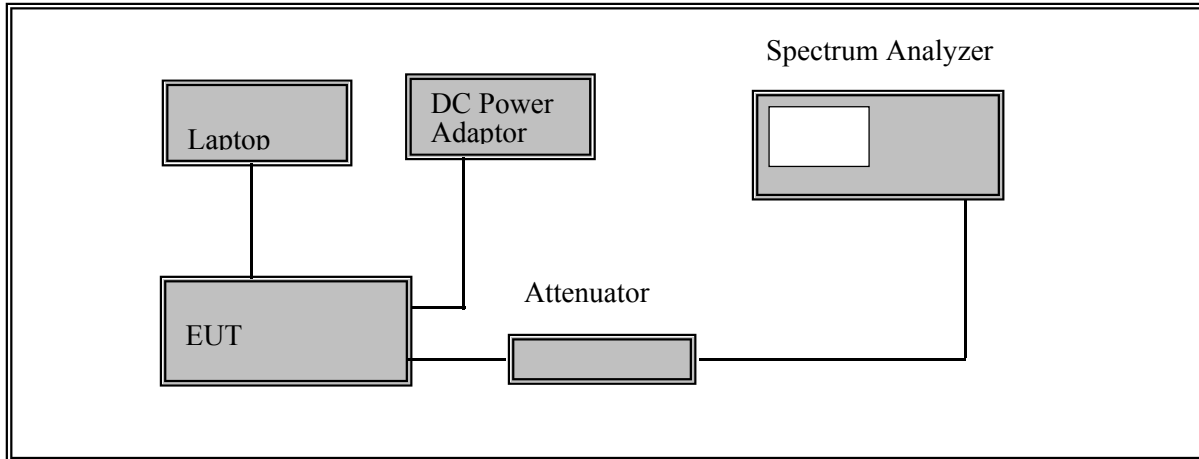 Spectrum Analyzer
Laptop
DC Power
Adaptor
EUT
Attenuator